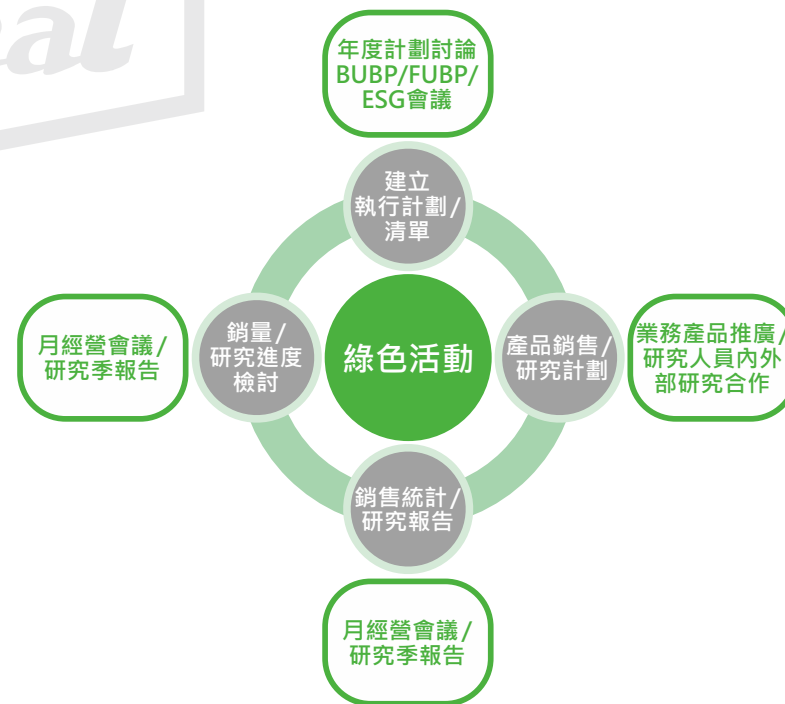 年度計劃討論
BUBP/FUBP/
ESG會議
建立
執行計劃/
清單
月經營會議/
研究季報告
銷量/
研究進度
檢討
綠色活動
產品銷售/
研究計劃
業務產品推廣/
研究人員內外
部研究合作
銷售統計/
研究報告
月經營會議/
研究季報告